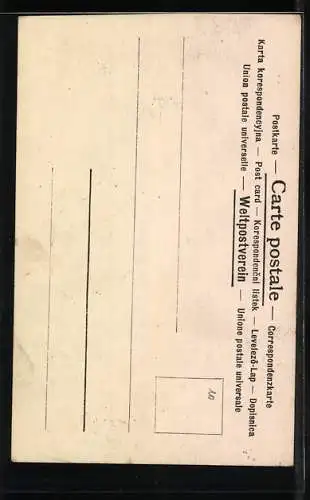 Postkarte — Carte postale — Correspondenzkarte
Karta korespondencyjna — Post card — Korespondenční lístek — Levelező-Lap — Dopisnica
Union postale universelle — Weltpostverein — Unione postale universale
10